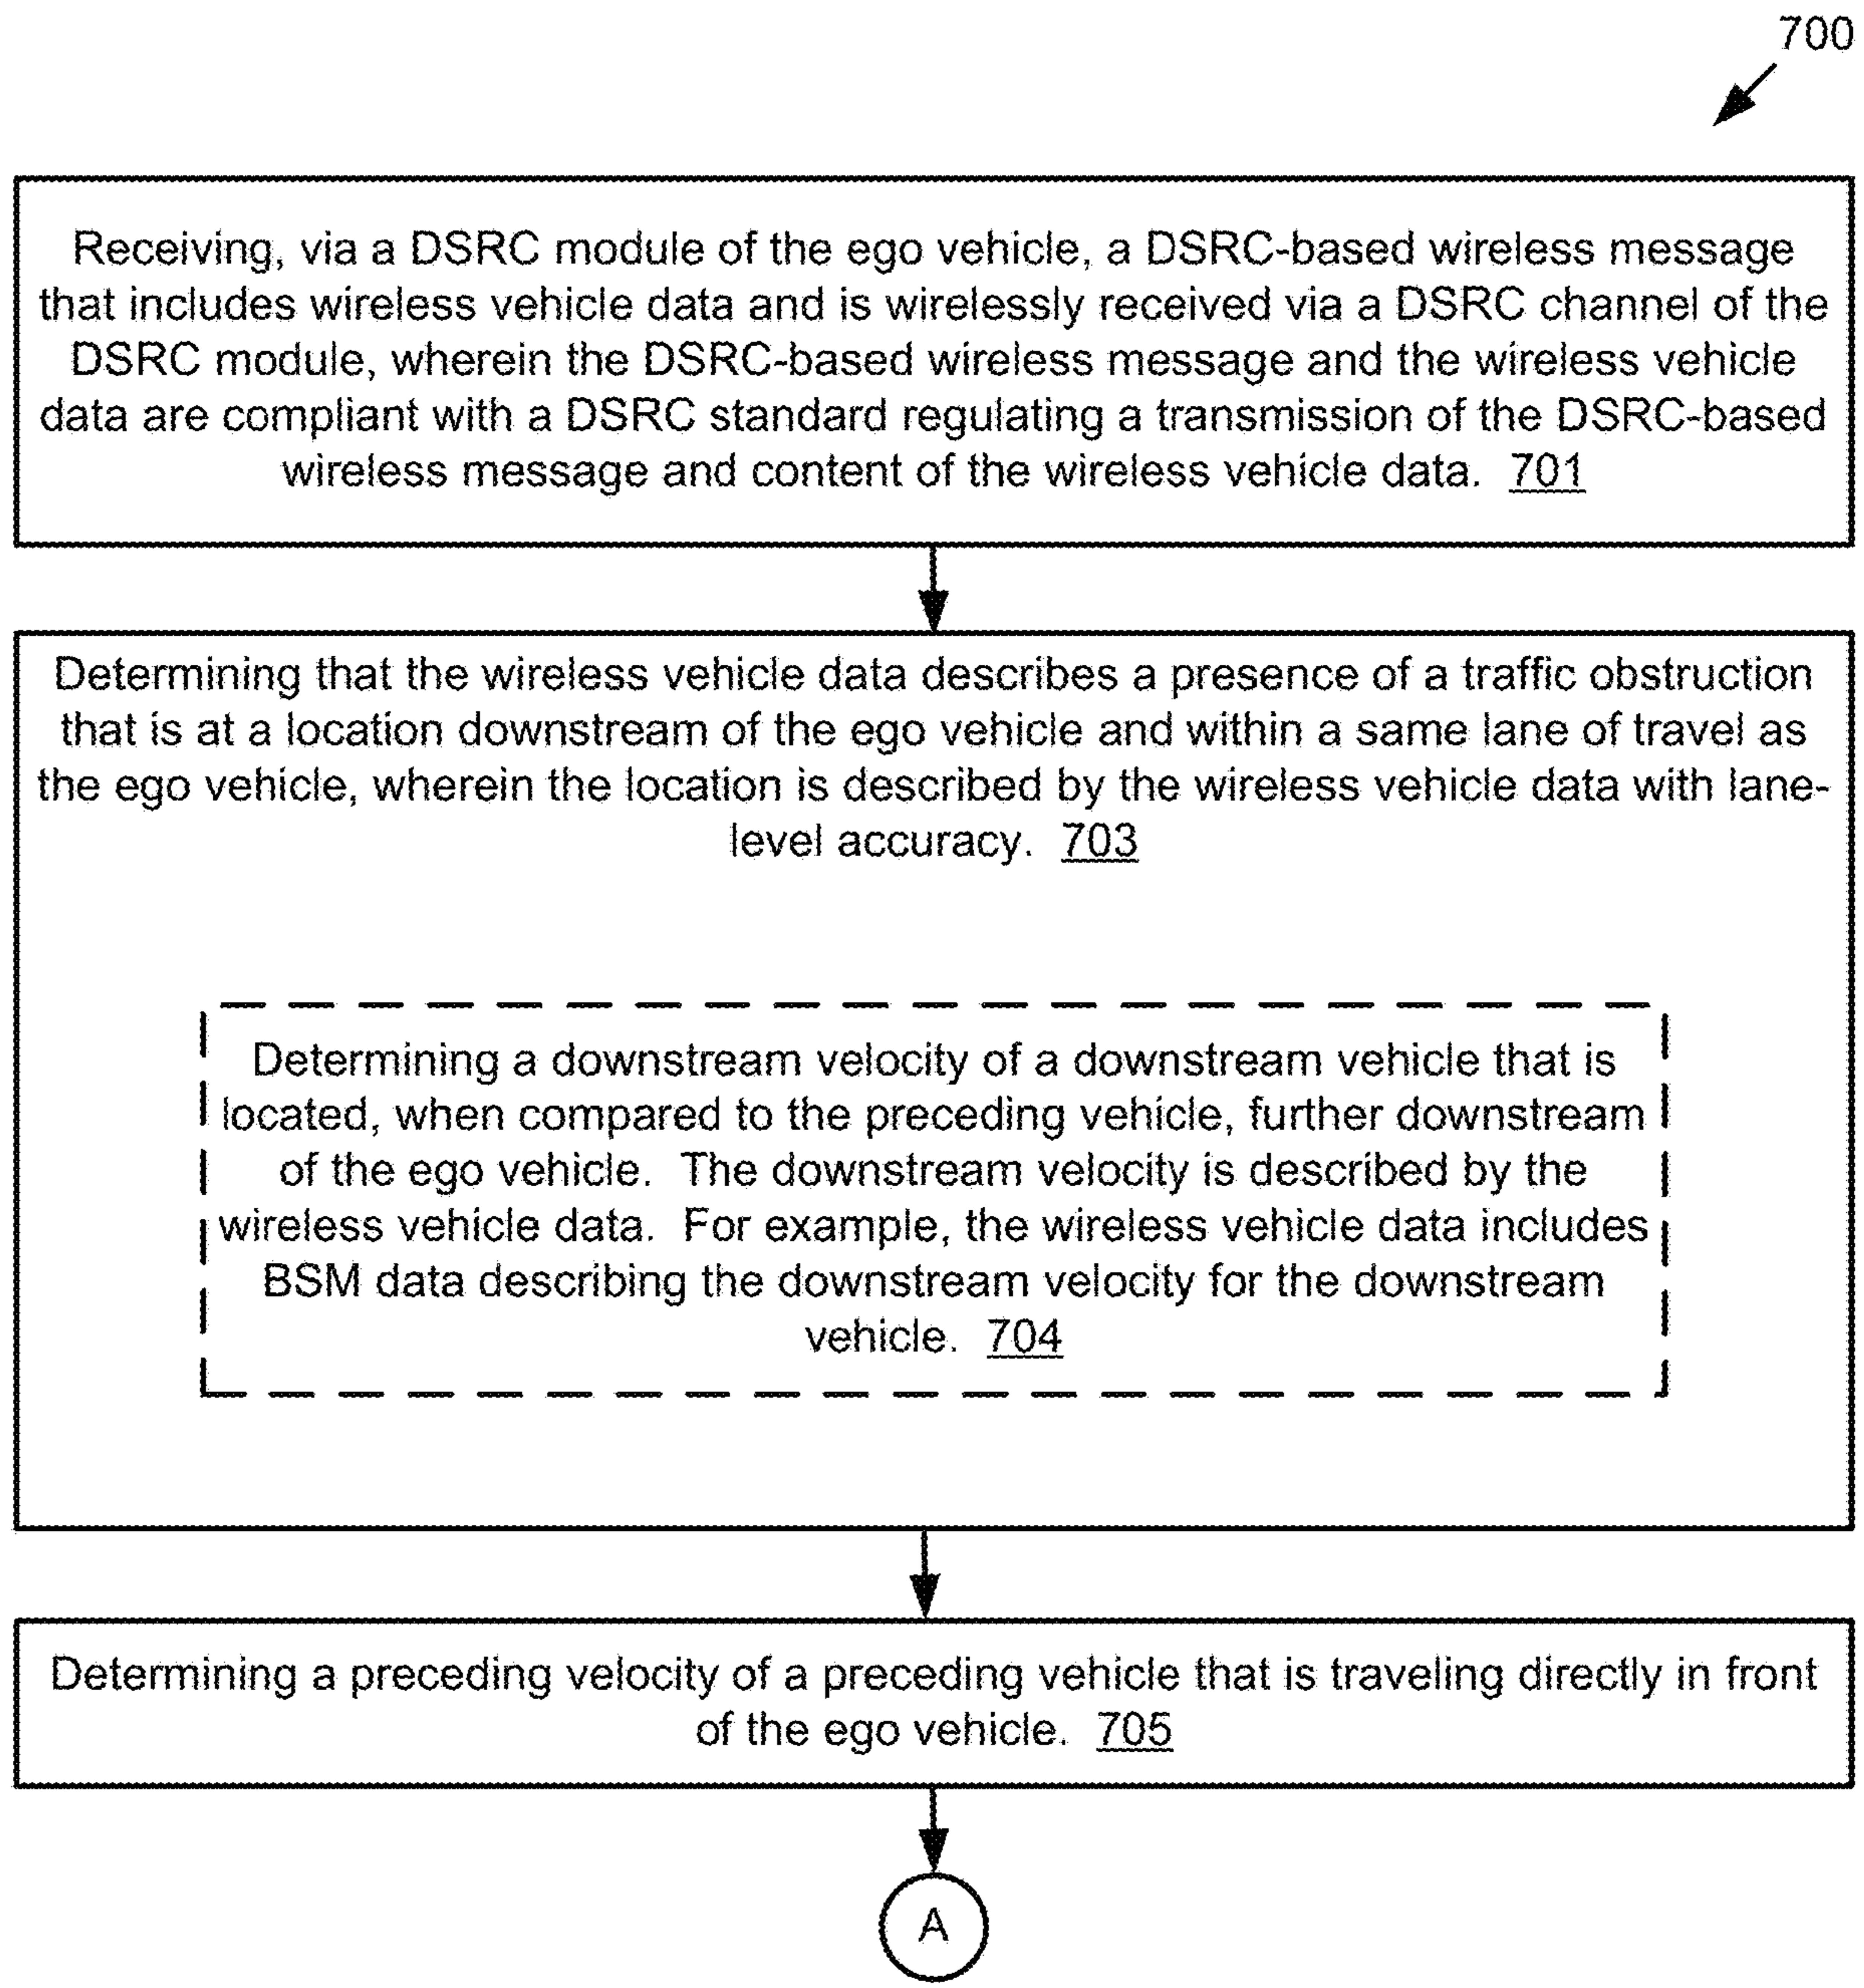 700
Receiving, via a DSRC module of the ego vehicle, a DSRC-based wireless message
that includes wireless vehicle data and is wirelessly received via a DSRC channel of the
DSRC module, wherein the DSRC-based wireless message and the wireless vehicle
data are compliant with a DSRC standard regulating a transmission of the DSRC-based
wireless message and content of the wireless vehicle data. 701
Determining that the wireless vehicle data describes a presence of a traffic obstruction
that is at a location downstream of the ego vehicle and within a same lane of travel as
the ego vehicle, wherein the location is described by the wireless vehicle data with lane-
level accuracy. 703
Determining a downstream velocity of a downstream vehicle that is
located, when compared to the preceding vehicle, further downstream
of the ego vehicle. The downstream velocity is described by the
wireless vehicle data. For example, the wireless vehicle data includes
BSM data describing the downstream velocity for the downstream
vehicle. 704
Determining a preceding velocity of a preceding vehicle that is traveling directly in front
of the ego vehicle. 705
A